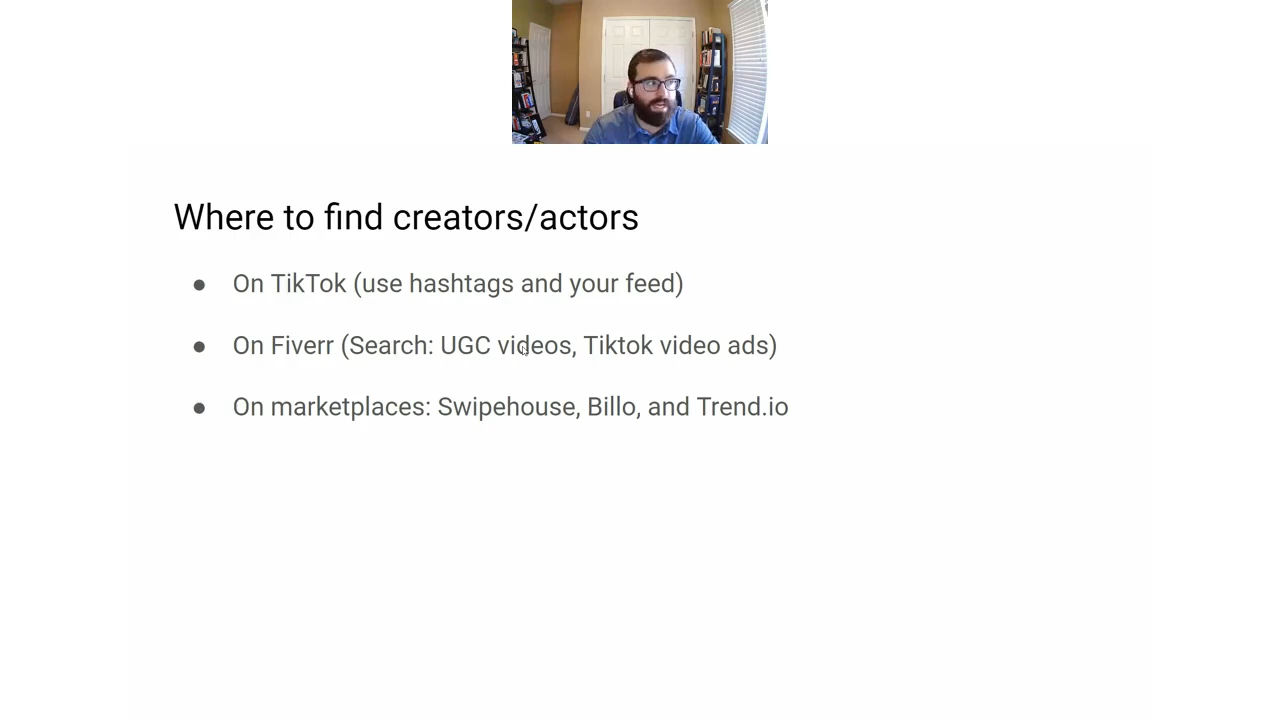 Where to find creators/actors
● On TikTok (use hashtags and your feed)
● On Fiverr (Search: UGC videos, Tiktok video ads)
● On marketplaces: Swipehouse, Billo, and Trend.io